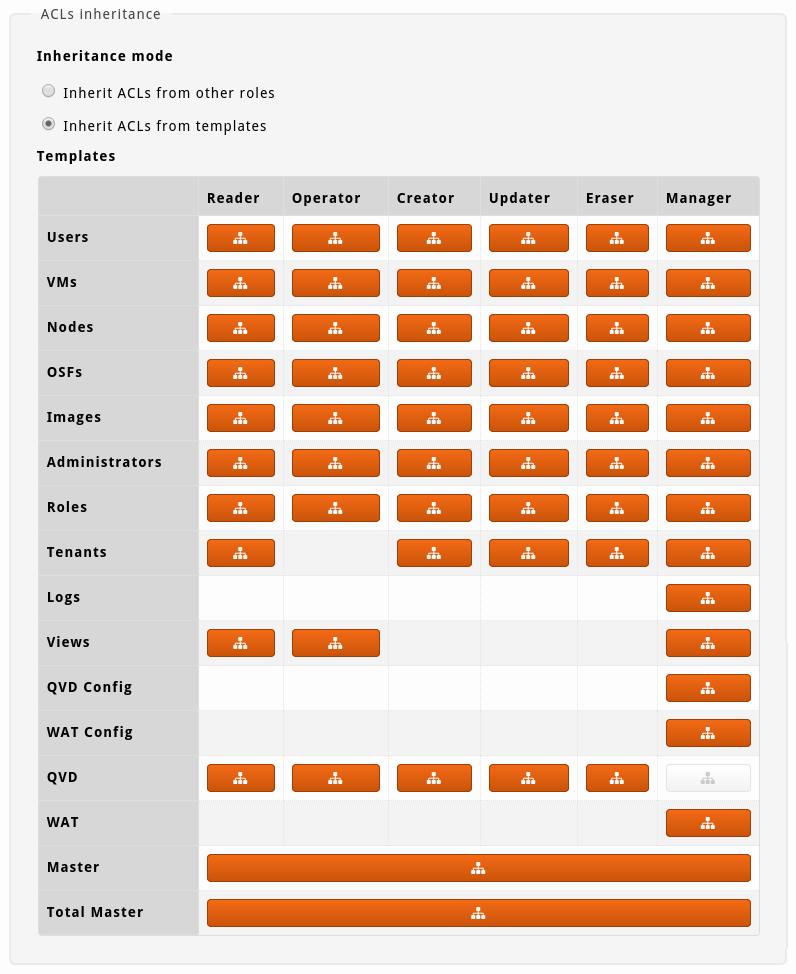 ACLs inheritance
Inheritance mode
Inherit ACLs from other roles
Inherit ACLs from templates
Templates
Reader Operator Creator Updater Eraser Manager
Users
VMs
Nodes
OSFs
Images
Administrators
Roles
Tenants
Logs
Views
QVD Config
WAT Config
QVD
WAT
Master
Total Master